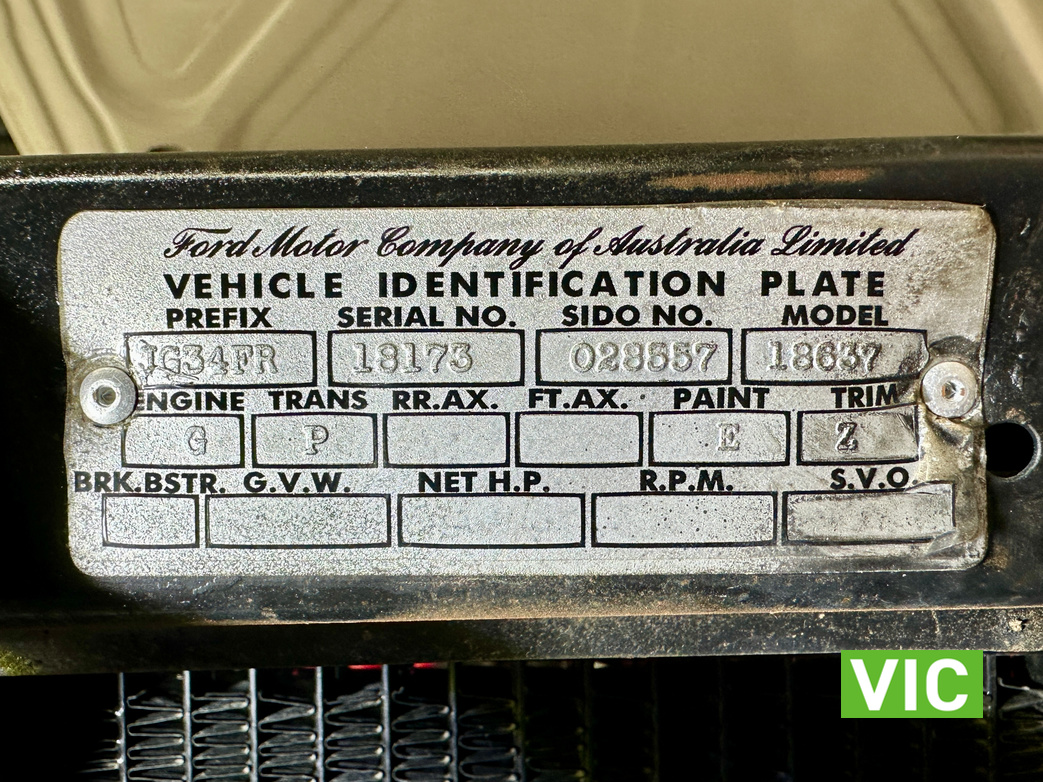 Ford Motor Company of Australia Limited
VEHICLE IDENTIFICATION PLATE
PREFIX SERIAL NO. SIDO NO. MODEL
JG34FR 18173 028557 18637
ENGINE TRANS RR.AX. FT.AX. PAINT TRIM
G P E Z
BRK.BSTR. G.V.W. NET H.P. R.P.M. S.V.O.
VIC